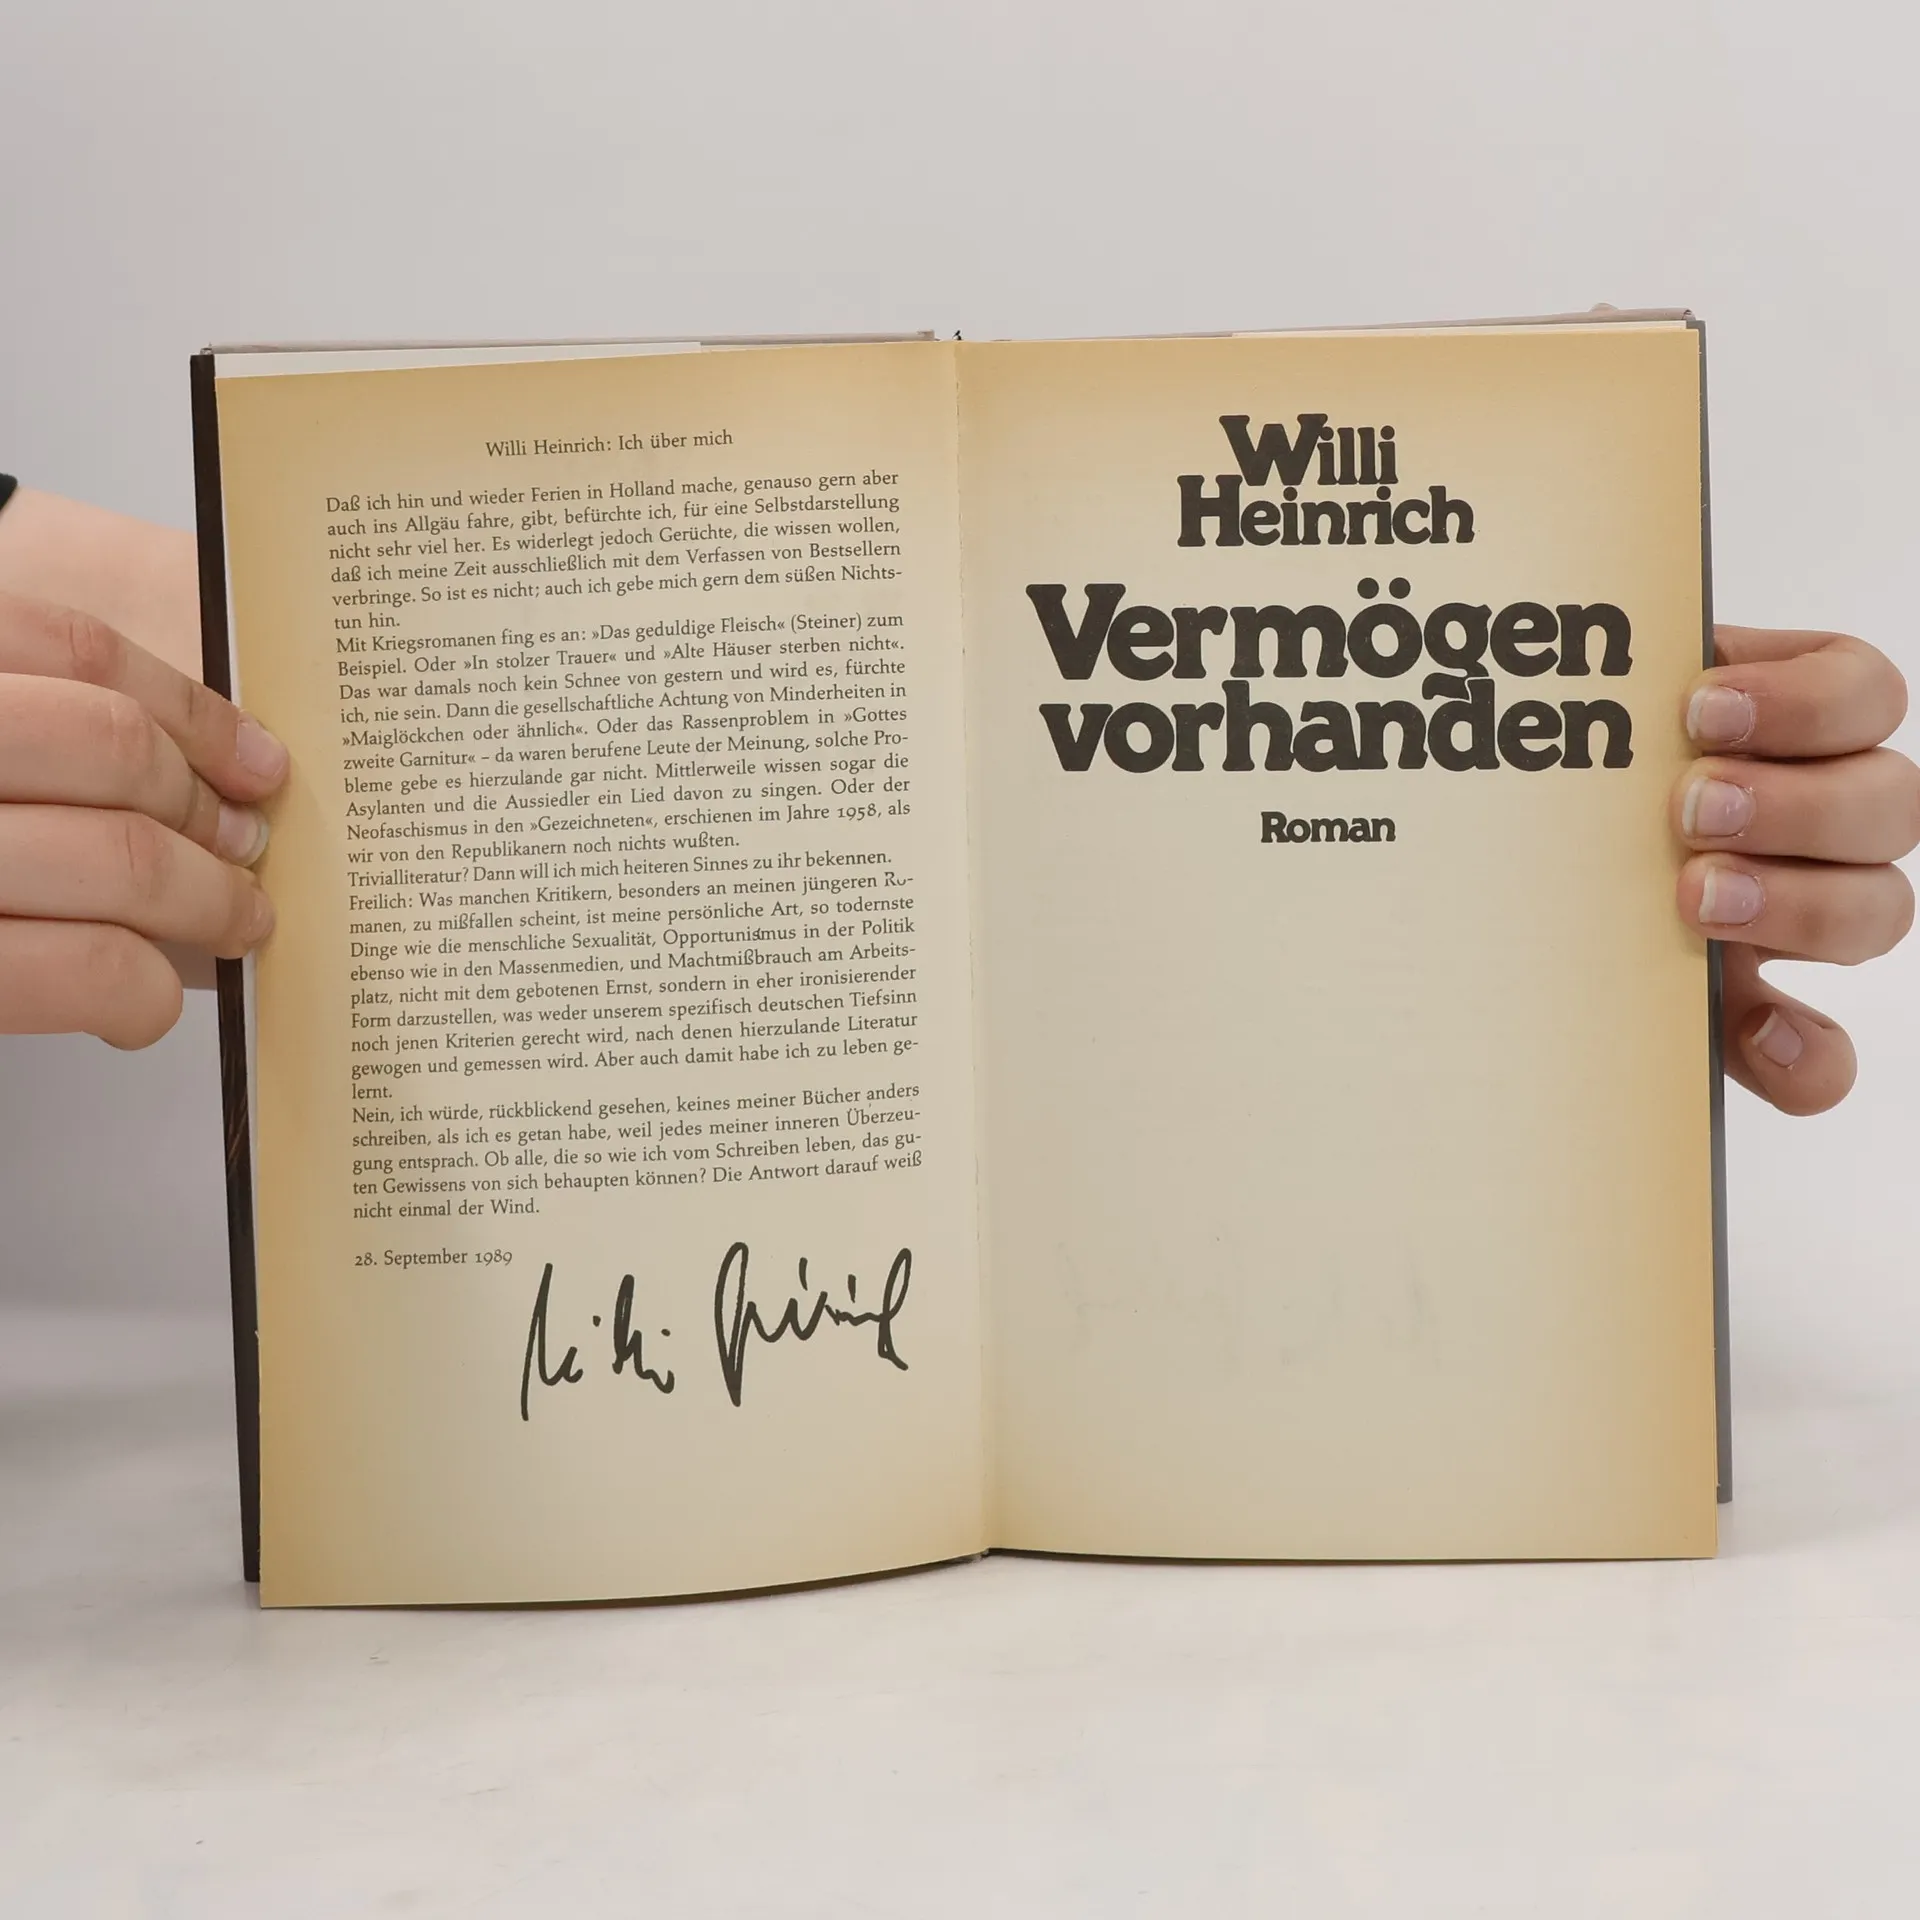 Willi Heinrich: Ich über mich
Daß ich hin und wieder Ferien in Holland mache, genauso gern aber
auch ins Allgäu fahre, gibt, befürchte ich, für eine Selbstdarstellung
nicht sehr viel her. Es widerlegt jedoch Gerüchte, die wissen wollen,
daß ich meine Zeit ausschließlich mit dem Verfassen von Bestsellern
verbringe. So ist es nicht; auch ich gebe mich gern dem süßen Nichts-
tun hin.
Mit Kriegsromanen fing es an: »Das geduldige Fleisch« (Steiner) zum
Beispiel. Oder »In stolzer Trauer« und »Alte Häuser sterben nicht«.
Das war damals noch kein Schnee von gestern und wird es, fürchte
ich, nie sein. Dann die gesellschaftliche Achtung von Minderheiten in
»Maiglöckchen oder ähnlich«. Oder das Rassenproblem in »Gottes
zweite Garnitur« – da waren berufene Leute der Meinung, solche Pro-
bleme gebe es hierzulande gar nicht. Mittlerweile wissen sogar die
Asylanten und die Aussiedler ein Lied davon zu singen. Oder der
Neofaschismus in den »Gezeichneten«, erschienen im Jahre 1958, als
wir von den Republikanern noch nichts wußten.
Trivialliteratur? Dann will ich mich heiteren Sinnes zu ihr bekennen.
Freilich: Was manchen Kritikern, besonders an meinen jüngeren Ro-
manen, zu mißfallen scheint, ist meine persönliche Art, so todernste
Dinge wie die menschliche Sexualität, Opportunismus in der Politik
ebenso wie in den Massenmedien, und Machtmißbrauch am Arbeits-
platz, nicht mit dem gebotenen Ernst, sondern in eher ironisierender
Form darzustellen, was weder unserem spezifisch deutschen Tiefsinn
noch jenen Kriterien gerecht wird, nach denen hierzulande Literatur
gewogen und gemessen wird. Aber auch damit habe ich zu leben ge-
lernt.
Nein, ich würde, rückblickend gesehen, keines meiner Bücher anders
schreiben, als ich es getan habe, weil jedes meiner inneren Überzeu-
gung entsprach. Ob alle, die so wie ich vom Schreiben leben, das gu-
ten Gewissens von sich behaupten können? Die Antwort darauf weiß
nicht einmal der Wind.
28. September 1989
Willi Heinrich
Willi
Heinrich
Vermögen
vorhanden
Roman